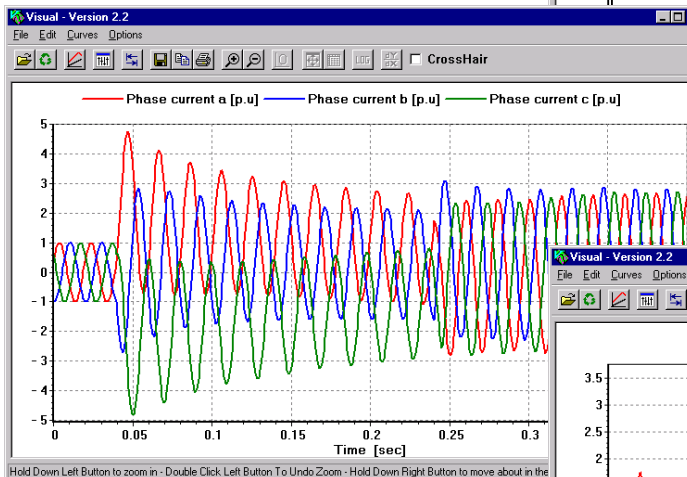 Visual - Version 2.2
File Edit Curves Options
LOG dY dX CrossHair
Phase current a [p.u] Phase current b [p.u] Phase current c [p.u]
5
4
3
2
1
0
-1
-2
-3
-4
-5
0 0.05 0.1 0.15 0.2 0.25 0.3
Time [sec]
Hold Down Left Button to zoom in - Double Click Left Button To Undo Zoom - Hold Down Right Button to move about in the
Visual - Version 2.2
File Edit Curves Options
3.5
3
2.5
2